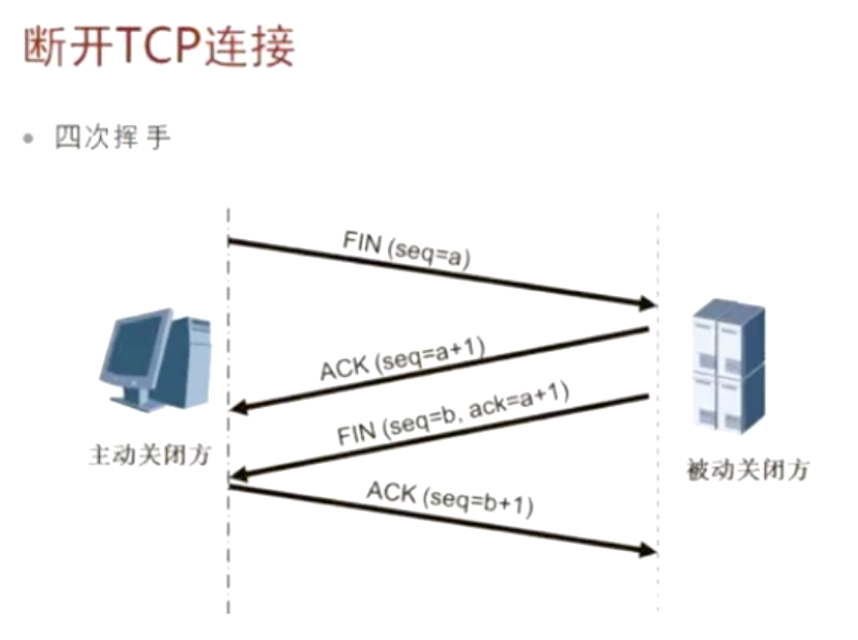 断开TCP连接
四次挥手
FIN (seq=a)
ACK (seq=a+1)
FIN (seq=b, ack=a+1)
主动关闭方
被动关闭方
ACK (seq=b+1)